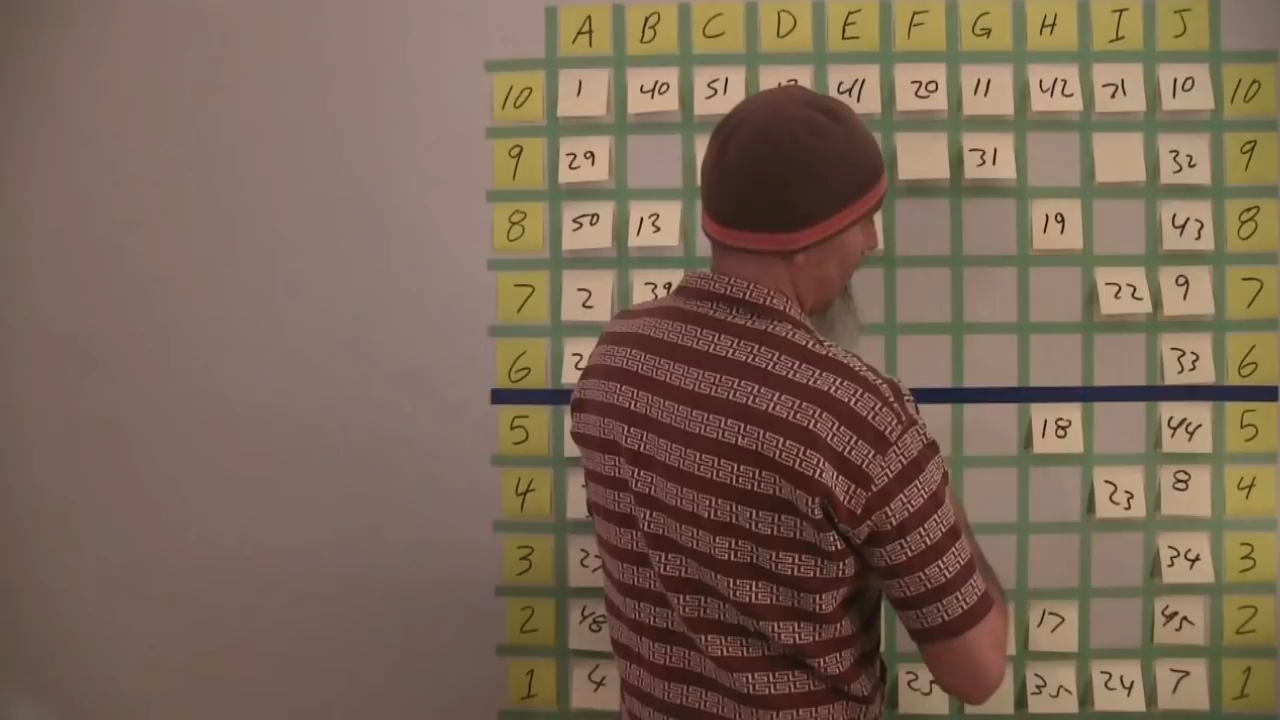 A B C D E F G H I J
10 1 40 51 41 20 11 42 21 10 10
9 29 31 32 9
8 50 13 19 43 8
7 2 39 22 9 7
6 33 6
5 18 44 5
4 23 8 4
3 34 3
2 48 17 45 2
1 4 25 35 24 7 1